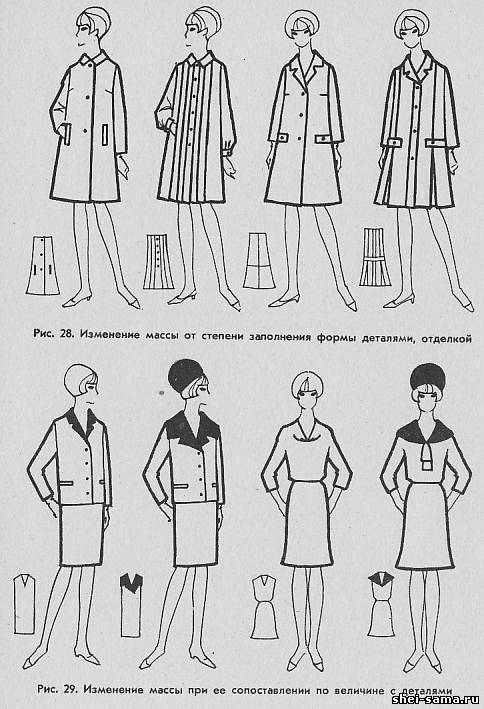 Рис. 28. Изменение массы от степени заполнения формы деталями, отделкой
Рис. 29. Изменение массы при ее сопоставлении по величине с деталями
shei-sama.ru